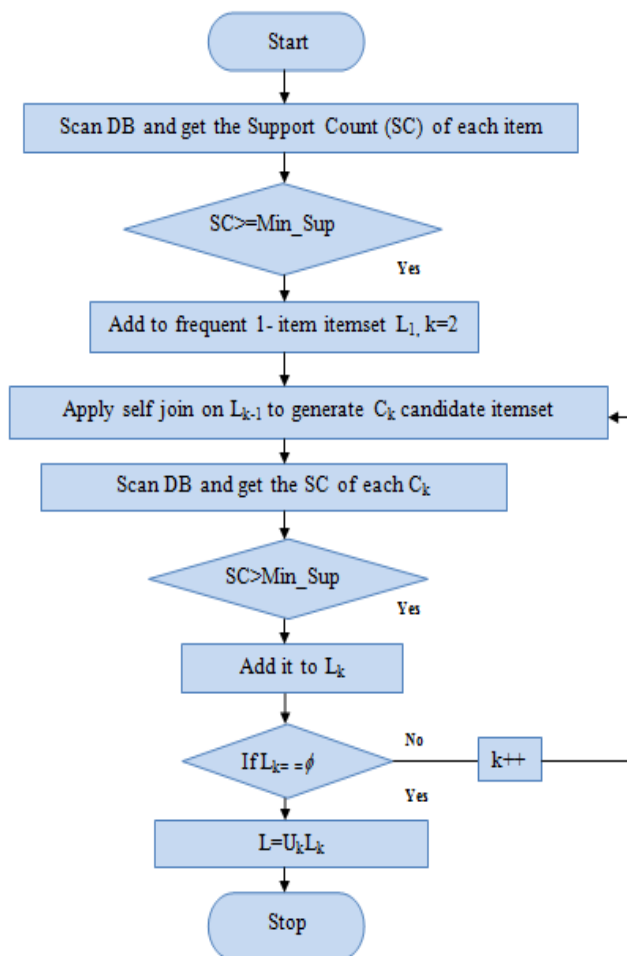 Start
Scan DB and get the Support Count (SC) of each item
SC>=Min_Sup
Yes
Add to frequent 1- item itemset L₁, k=2
Apply self join on Lₖ₋₁ to generate Cₖ candidate itemset
Scan DB and get the SC of each Cₖ
SC>Min_Sup
Yes
Add it to Lₖ
If Lₖ₌ ₌ϕ
No
k++
Yes
L=UₖLₖ
Stop